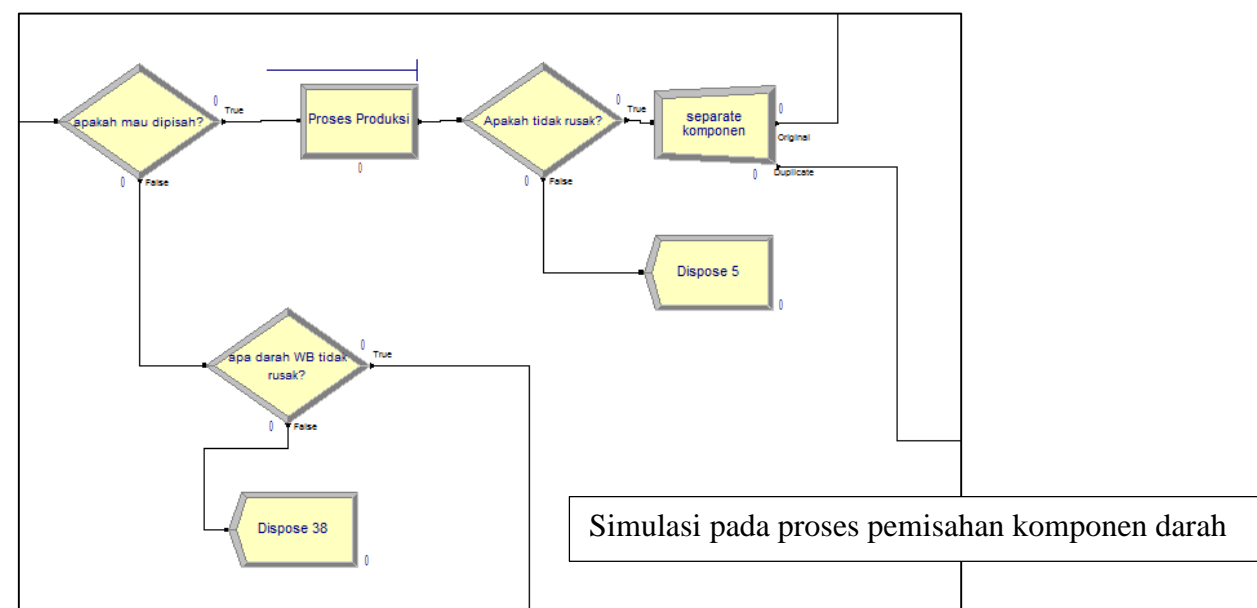 apakah mau dipisah?
0
True
0
False
Proses Produksi
0
Apakah tidak rusak?
0
True
0
False
separate
komponen
0
Original
0
Duplicate
Dispose 5
0
apa darah WB tidak
rusak?
0
True
0
False
Dispose 38
0
Simulasi pada proses pemisahan komponen darah